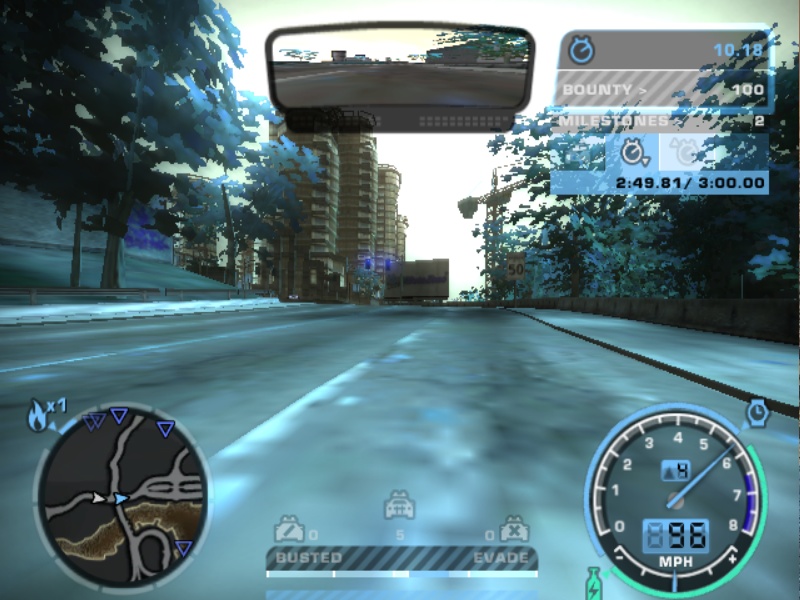 10.18
BOUNTY > 100
MILESTONES 2
2:49.81/ 3:00.00
50
x1
0 1 2 3 4 5 6 7 8
4
96
MPH
0 5 0
BUSTED EVADE